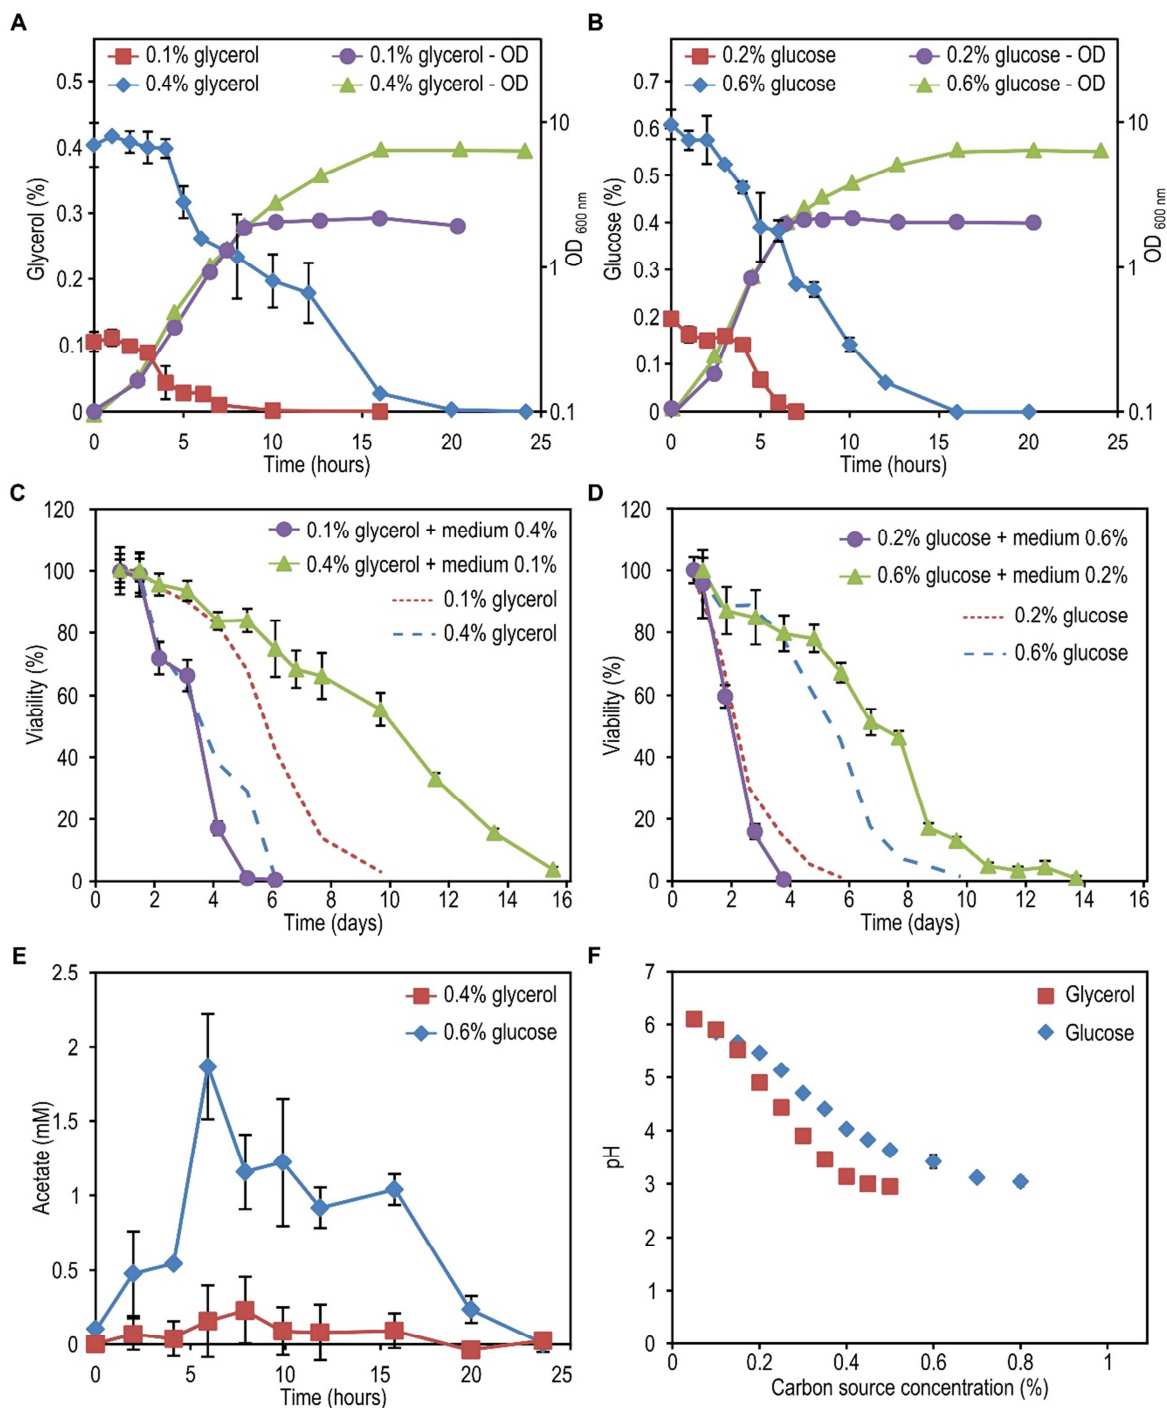 A
0.1% glycerol
0.1% glycerol - OD
0.4% glycerol
0.4% glycerol - OD
0.5
0.4
0.3
0.2
0.1
0
Glycerol (%)
10
1
0.1
OD 600 nm
0 5 10 15 20 25
Time (hours)
B
0.2% glucose
0.2% glucose - OD
0.6% glucose
0.6% glucose - OD
0.7
0.6
0.5
0.4
0.3
0.2
0.1
0
Glucose (%)
10
1
0.1
OD 600 nm
0 5 10 15 20 25
Time (hours)
C
0.1% glycerol + medium 0.4%
0.4% glycerol + medium 0.1%
0.1% glycerol
0.4% glycerol
120
100
80
60
40
20
0
Viability (%)
0 2 4 6 8 10 12 14 16
Time (days)
D
0.2% glucose + medium 0.6%
0.6% glucose + medium 0.2%
0.2% glucose
0.6% glucose
120
100
80
60
40
20
0
Viability (%)
0 2 4 6 8 10 12 14 16
Time (days)
E
0.4% glycerol
0.6% glucose
2.5
2
1.5
1
0.5
0
Acetate (mM)
0 5 10 15 20 25
Time (hours)
F
Glycerol
Glucose
7
6
5
4
3
2
1
0
pH
0 0.2 0.4 0.6 0.8 1
Carbon source concentration (%)